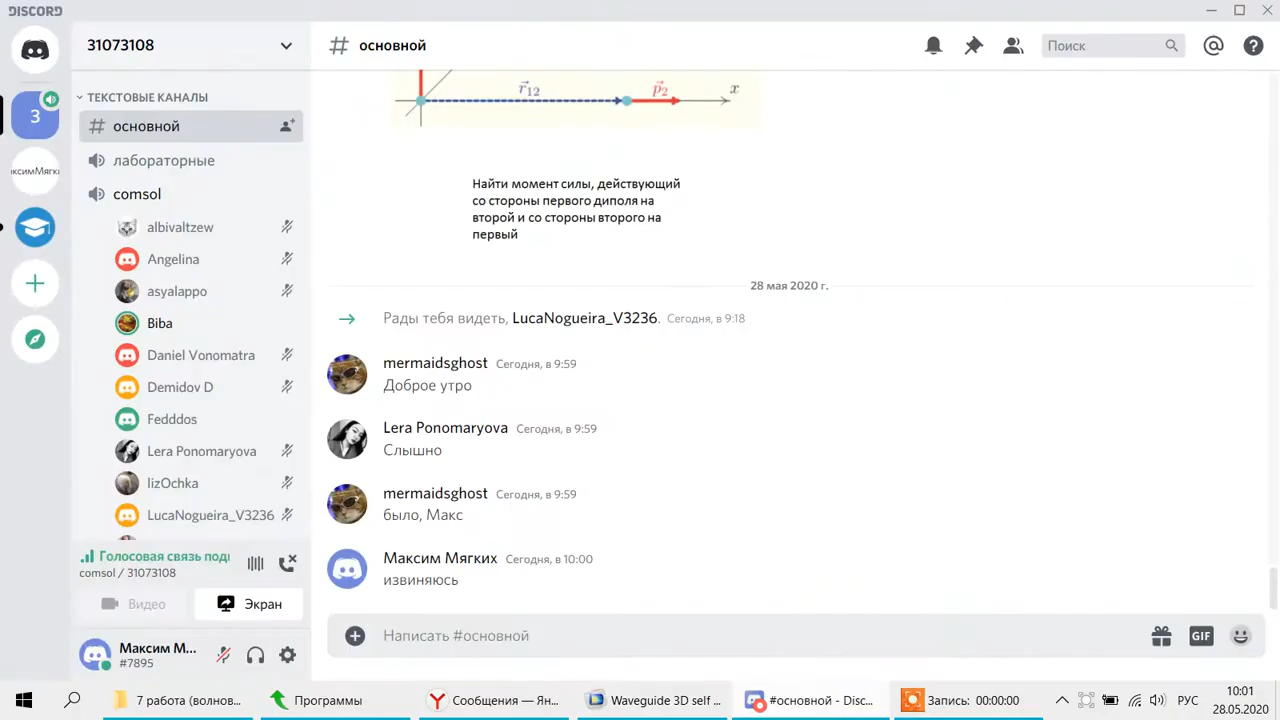 DISCORD
31073108
# основной
Поиск
ТЕКСТОВЫЕ КАНАЛЫ
3
# основной
лабораторные
comsol
albivaltzew
Angelina
asyalappo
Biba
Daniel Vonomatra
Demidov D
Fedddos
Lera Ponomaryova
lizOchka
LucaNogueira_V3236
Голосовая связь под
comsol / 31073108
Видео
Экран
Максим М...
#7895
r12
p2
x
Найти момент силы, действующий
со стороны первого диполя на
второй и со стороны второго на
первый
28 мая 2020 г.
Рады тебя видеть, LucaNogueira_V3236. Сегодня, в 9:18
mermaidsghost Сегодня, в 9:59
Доброе утро
Lera Ponomaryova Сегодня, в 9:59
Слышно
mermaidsghost Сегодня, в 9:59
было, Макс
Максим Мягких Сегодня, в 10:00
извиняюсь
Написать #основной
GIF
7 работа (волнов...
Программы
Сообщения — Ян...
Waveguide 3D self ...
#основной - Disc...
Запись: 00:00:00
РУС
10:01
28.05.2020